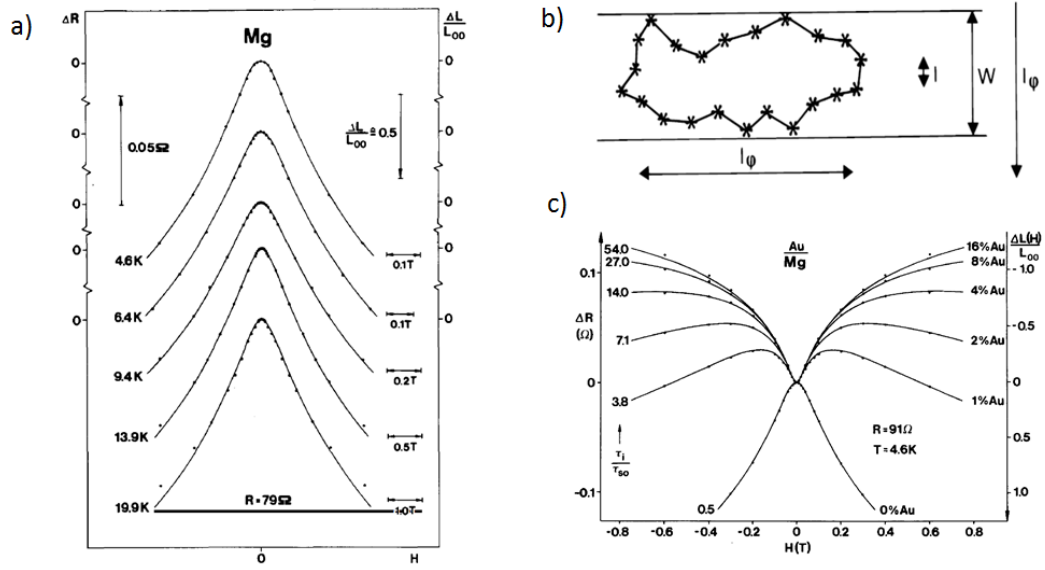 a)
ΔR
Mg
ΔL
L00
0
0
0
0
0
0.05Ω
ΔL
L00 ≙ 0.5
0
0
0
0
0
4.6K
0.1T
6.4K
0.1T
9.4K
0.2T
13.9K
0.5T
19.9K
R=79Ω
1.0T
0
H
b)
l
W
lφ
lφ
c)
54.0
27.0
14.0
7.1
3.8
0.5
0.1
ΔR
(Ω)
0
-0.1
τi
τso
Au
Mg
ΔL(H)
L00
16%Au
8%Au
4%Au
2%Au
1%Au
0%Au
- 1.0
-0.5
0
0.5
1.0
R=91Ω
T=4.6K
-0.8 -0.6 -0.4 -0.2 0 0.2 0.4 0.6 0.8
H(T)